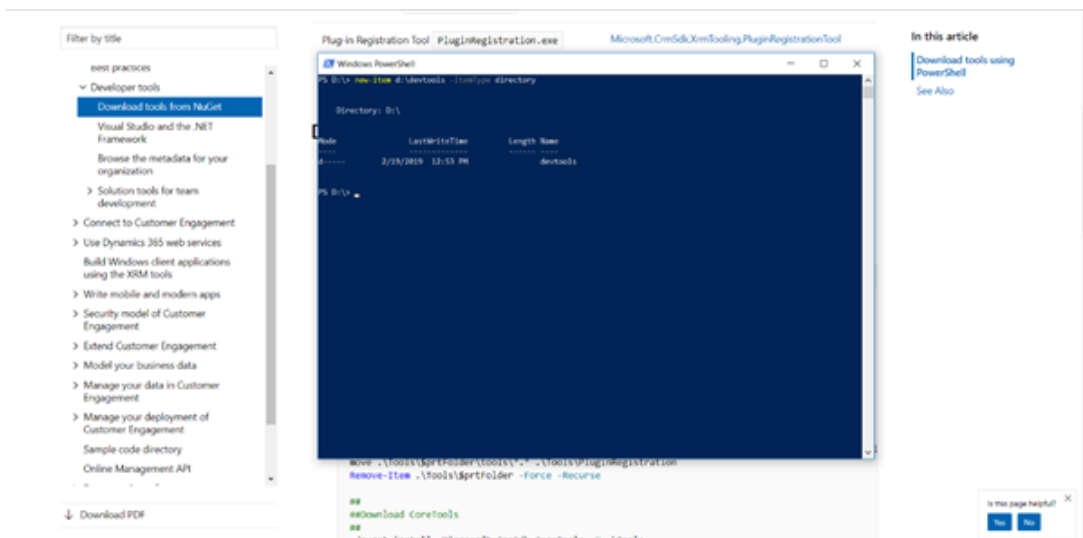 Filter by title
best practices
Developer tools
Download tools from NuGet
Visual Studio and the .NET
Framework
Browse the metadata for your
organization
Solution tools for team
development
Connect to Customer Engagement
Use Dynamics 365 web services
Build Windows client applications
using the XRM tools
Write mobile and modern apps
Security model of Customer
Engagement
Extend Customer Engagement
Model your business data
Manage your data in Customer
Engagement
Manage your deployment of
Customer Engagement
Sample code directory
Online Management API
Download PDF
Plug-in Registration Tool PluginRegistration.exe Microsoft.CrmSdk.XrmTooling.PluginRegistrationTool
Windows PowerShell
PS D:\> new-item d:\devtools -ItemType directory
Directory: D:\
Mode LastWriteTime Length Name
---- ------------- ------ ----
d----- 2/19/2019 12:53 PM devtools
PS D:\>
move .\Tools\$prtFolder\tools\*.* .\Tools\PluginRegistration
Remove-Item .\Tools\$prtFolder -Force -Recurse
##
##Download CoreTools
##
In this article
Download tools using
PowerShell
See Also
Is this page helpful?
Yes No